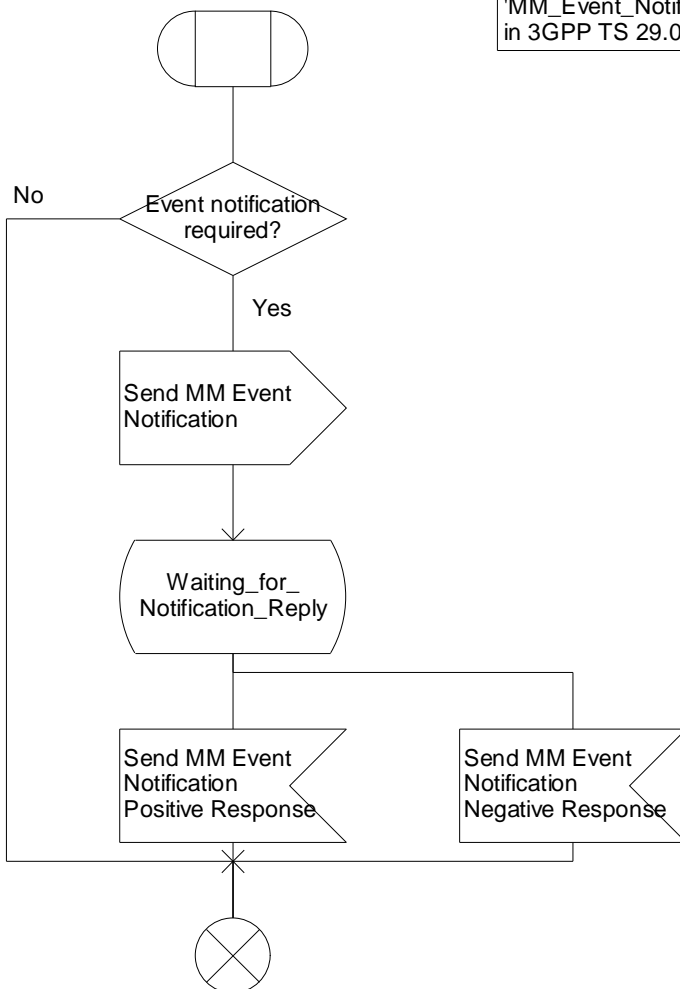 in 3GPP TS 29.0
No
Event notification
required?
Yes
Send MM Event
Notification
Waiting_for_
Notification_Reply
Send MM Event
Notification
Positive Response
Send MM Event
Notification
Negative Response